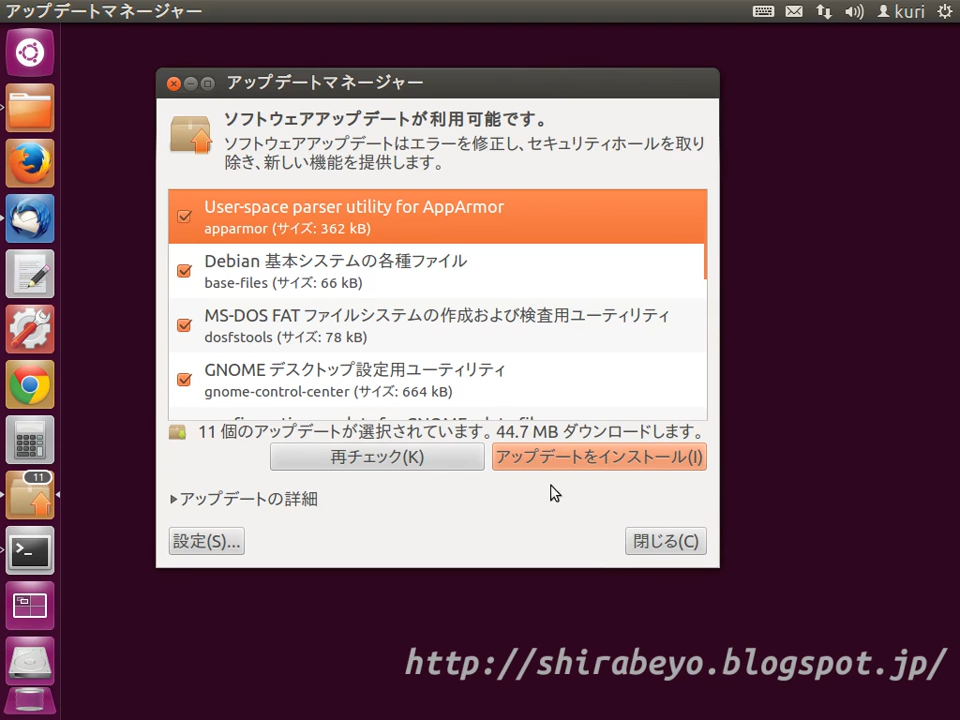 アップデートマネージャー
kuri
アップデートマネージャー
ソフトウェアアップデートが利用可能です。
ソフトウェアアップデートはエラーを修正し、セキュリティホールを取り
除き、新しい機能を提供します。
User-space parser utility for AppArmor
apparmor (サイズ: 362 kB)
Debian 基本システムの各種ファイル
base-files (サイズ: 66 kB)
MS-DOS FAT ファイルシステムの作成および検査用ユーティリティ
dosfstools (サイズ: 78 kB)
GNOME デスクトップ設定用ユーティリティ
gnome-control-center (サイズ: 664 kB)
11 個のアップデートが選択されています。44.7 MB ダウンロードします。
再チェック(K)
アップデートをインストール(I)
11
アップデートの詳細
設定(S)...
閉じる(C)
http://shirabeyo.blogspot.jp/